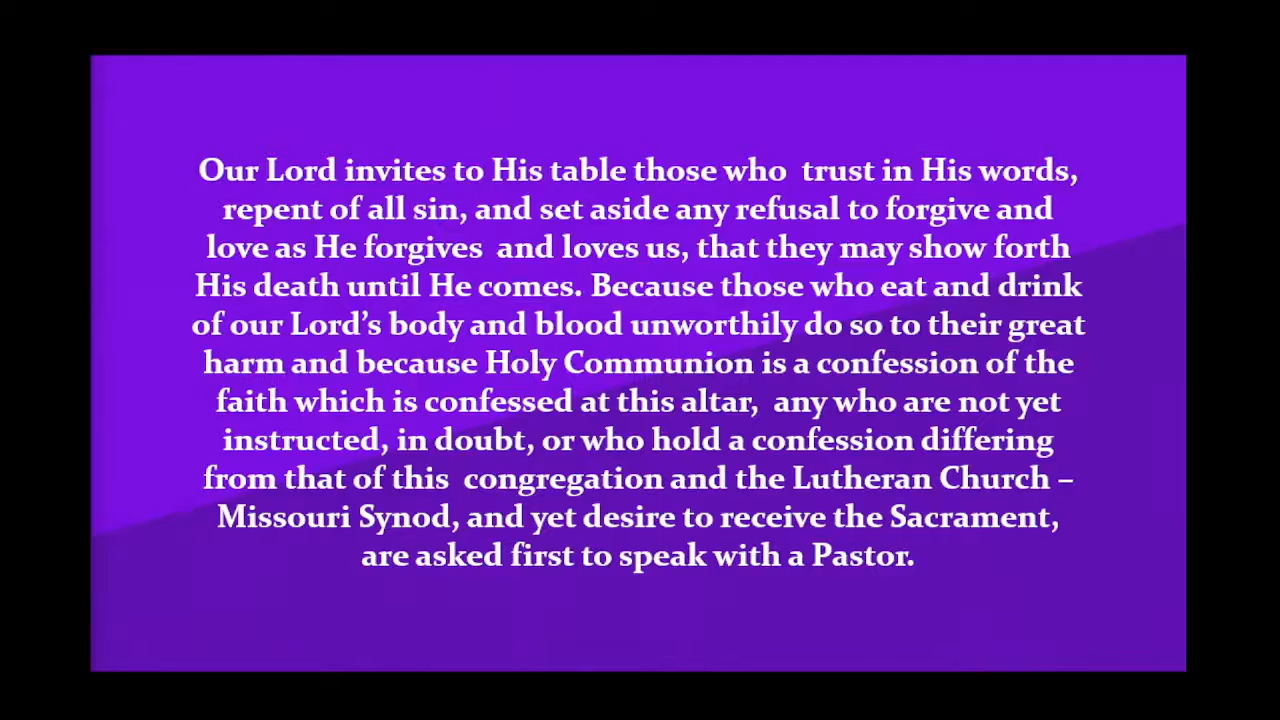 Our Lord invites to His table those who  trust in His words,
repent of all sin, and set aside any refusal to forgive and
love as He forgives  and loves us, that they may show forth
His death until He comes. Because those who eat and drink
of our Lord’s body and blood unworthily do so to their great
harm and because Holy Communion is a confession of the
faith which is confessed at this altar,  any who are not yet
instructed, in doubt, or who hold a confession differing
from that of this  congregation and the Lutheran Church –
Missouri Synod, and yet desire to receive the Sacrament,
are asked first to speak with a Pastor.